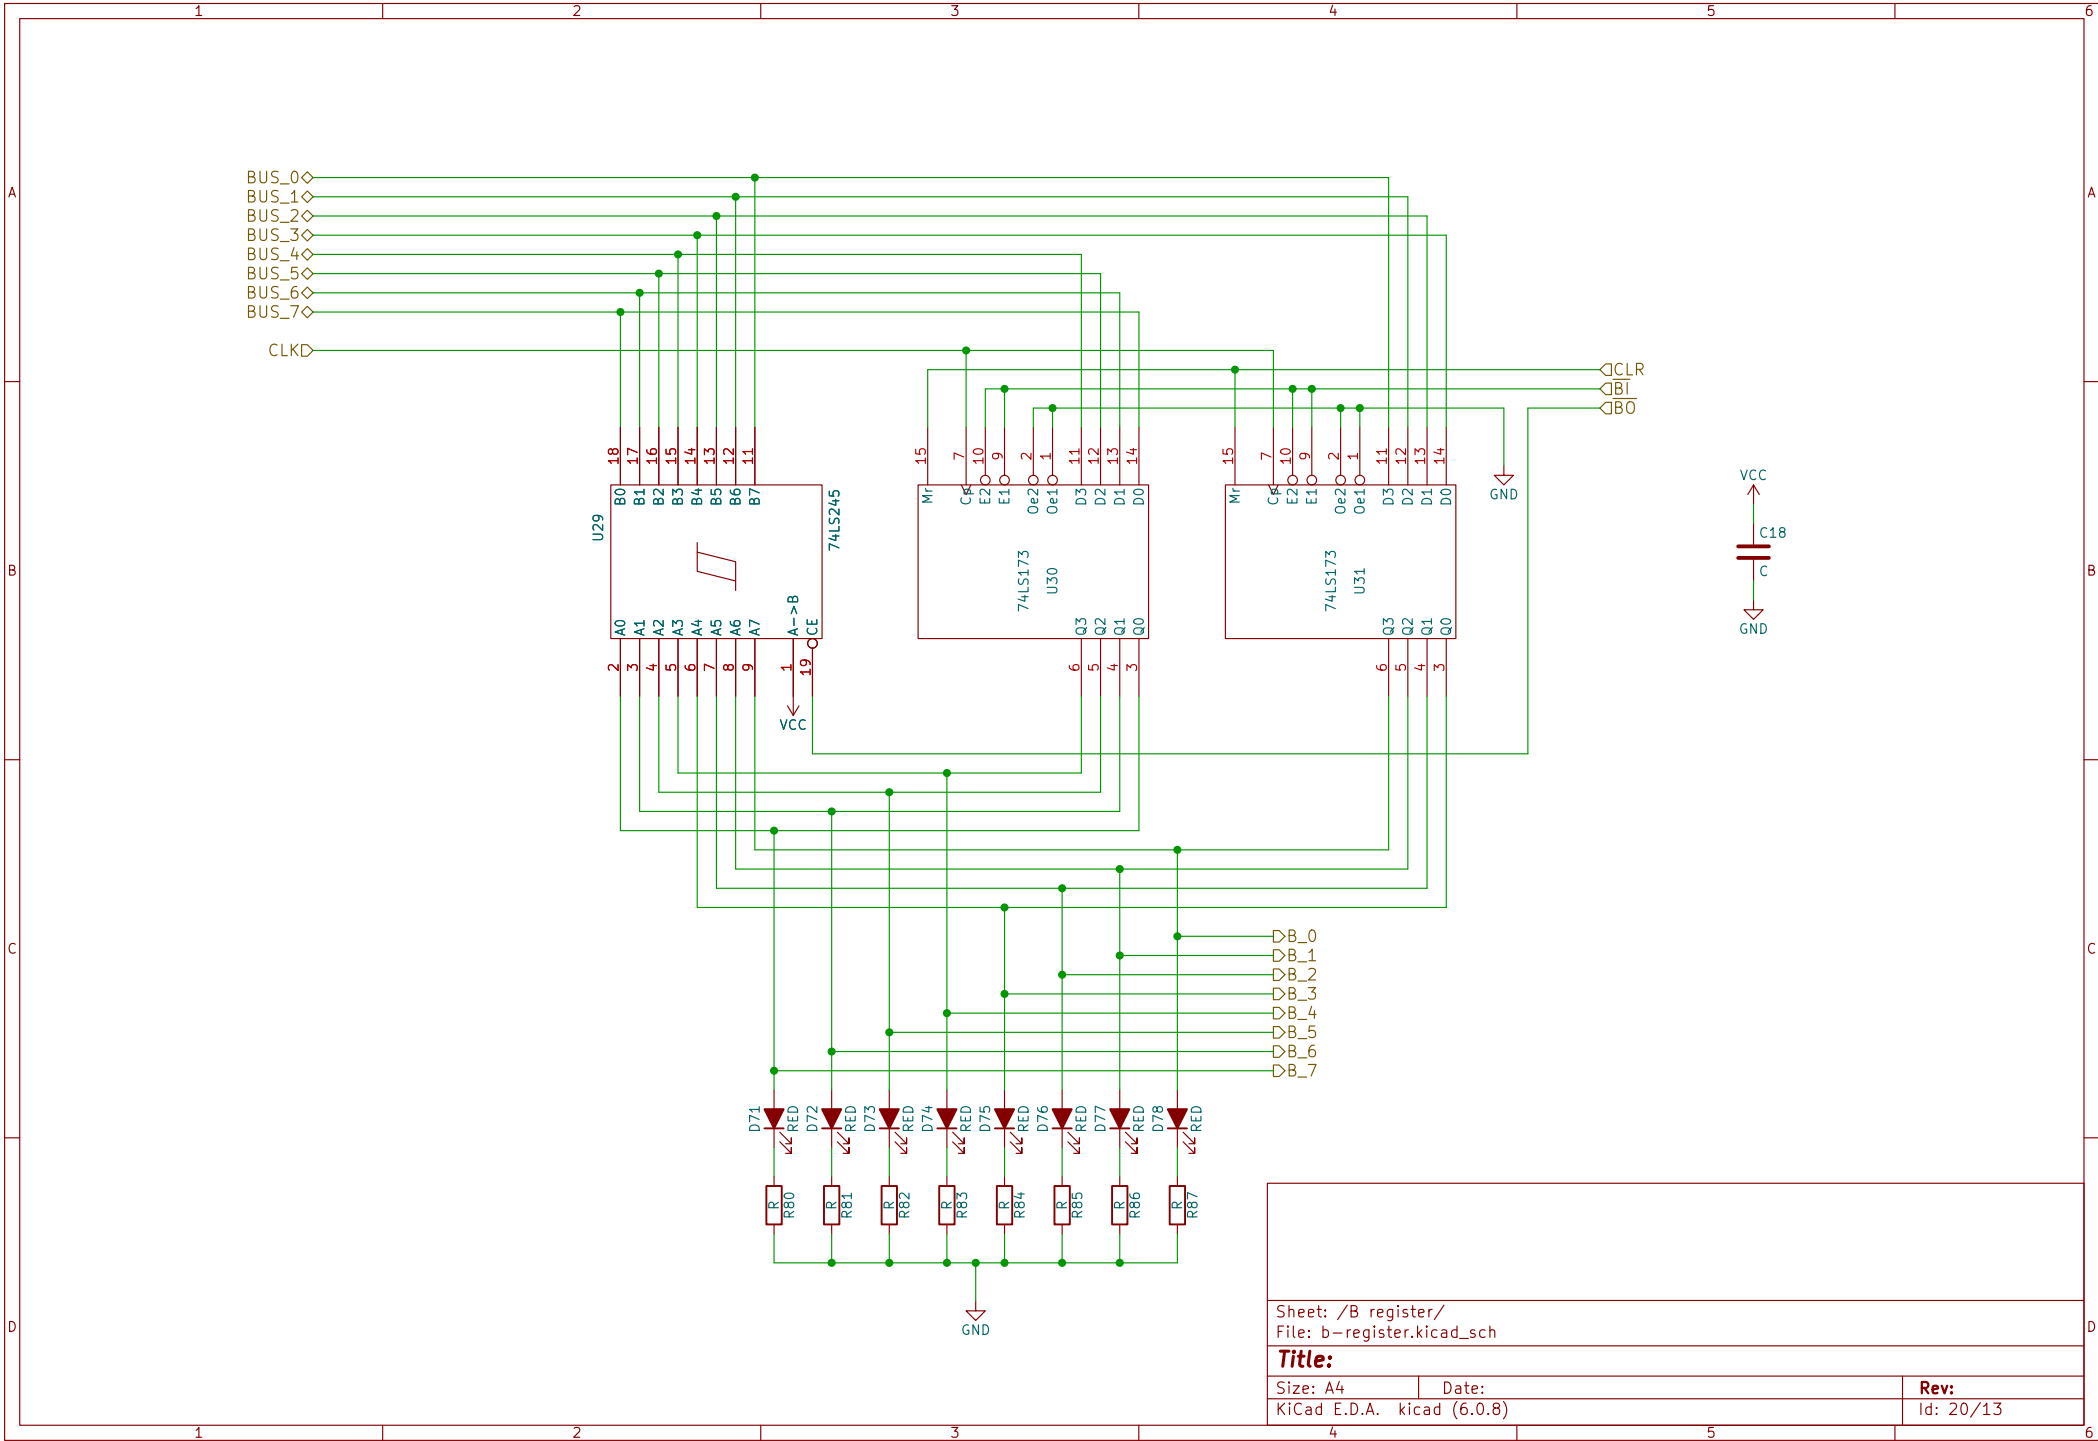 1 2 3 4 5 6
A A
BUS_0
BUS_1
BUS_2
BUS_3
BUS_4
BUS_5
BUS_6
BUS_7
CLK
CLR
BI
BO
18 17 16 15 14 13 12 11
15 7 10 9 2 1 11 12 13 14
15 7 10 9 2 1 11 12 13 14
B0 B1 B2 B3 B4 B5 B6 B7
Mr Cp E2 E1 Oe2 Oe1 D3 D2 D1 D0
Mr Cp E2 E1 Oe2 Oe1 D3 D2 D1 D0
GND
U29
74LS245
74LS173
U30
74LS173
U31
VCC
C18
C
GND
B B
A0 A1 A2 A3 A4 A5 A6 A7 A->B CE
Q3 Q2 Q1 Q0
Q3 Q2 Q1 Q0
2 3 4 5 6 7 8 9 1 19
6 5 4 3
6 5 4 3
VCC
C C
B_0
B_1
B_2
B_3
B_4
B_5
B_6
B_7
D71 RED D72 RED D73 RED D74 RED D75 RED D76 RED D77 RED D78 RED
R R80 R R81 R R82 R R83 R R84 R R85 R R86 R R87
GND
D D
Sheet: /B register/
File: b-register.kicad_sch
Title:
Size: A4 Date: Rev:
KiCad E.D.A. kicad (6.0.8) Id: 20/13
1 2 3 4 5 6